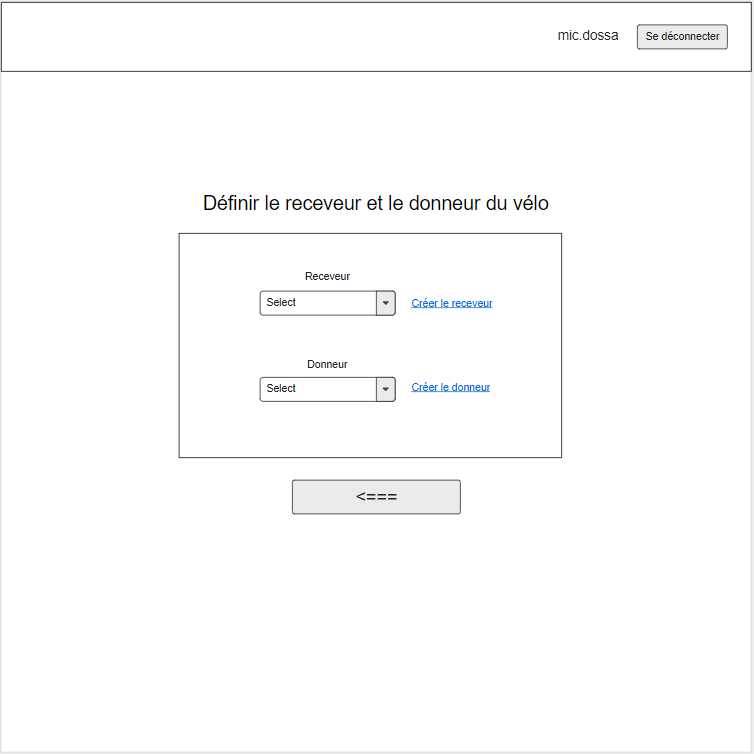 mic.dossa
Se déconnecter
Définir le receveur et le donneur du vélo
Receveur
Select
Créer le receveur
Donneur
Select
Créer le donneur
<===